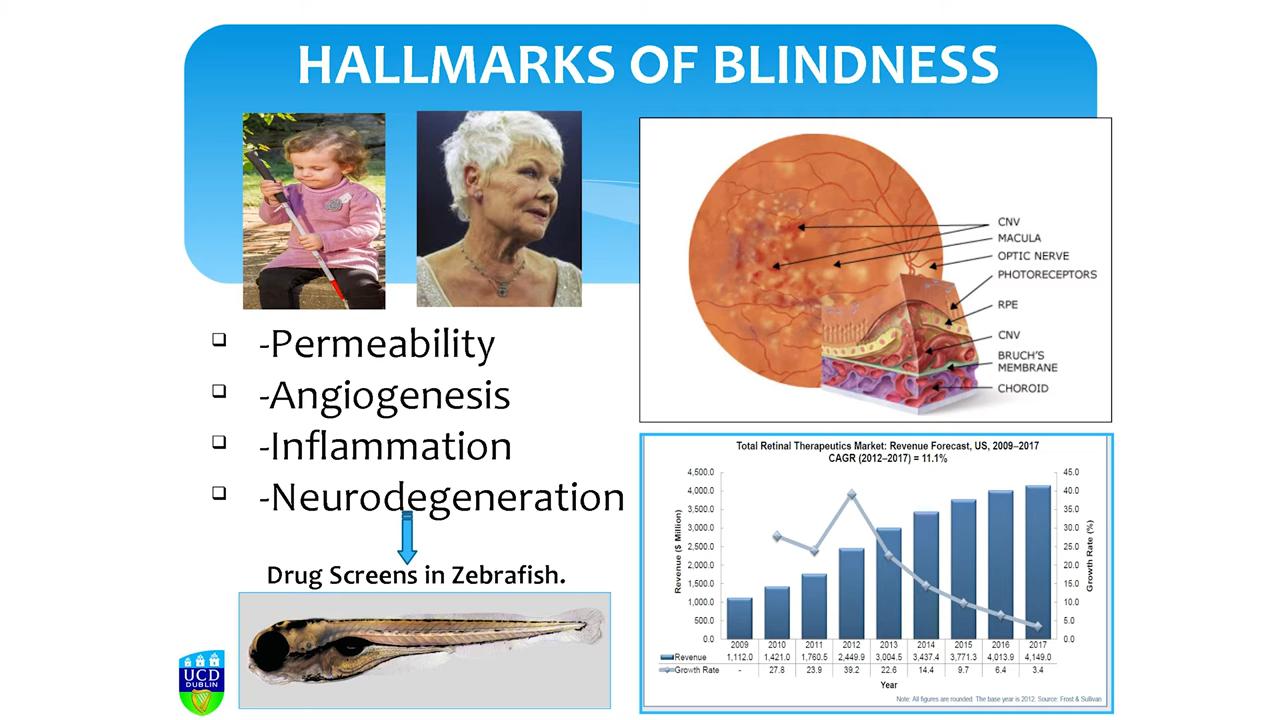 HALLMARKS OF BLINDNESS
CNV
MACULA
OPTIC NERVE
PHOTORECEPTORS
RPE
CNV
BRUCH'S
MEMBRANE
CHOROID
-Permeability
-Angiogenesis
-Inflammation
-Neurodegeneration
Drug Screens in Zebrafish.
UCD
DUBLIN
Total Retinal Therapeutics Market: Revenue Forecast, US, 2009–2017
CAGR (2012–2017) = 11.1%
Revenue ($ Million)
4,500.0
4,000.0
3,500.0
3,000.0
2,500.0
2,000.0
1,500.0
1,000.0
500.0
0.0
45.0
40.0
35.0
30.0
25.0
20.0
15.0
10.0
5.0
0.0
Growth Rate (%)
2009 2010 2011 2012 2013 2014 2015 2016 2017
Revenue 1,112.0 1,421.0 1,760.5 2,449.9 3,004.5 3,437.4 3,771.3 4,013.9 4,149.0
Growth Rate - 27.8 23.9 39.2 22.6 14.4 9.7 6.4 3.4
Year
Note: All figures are rounded. The base year is 2012. Source: Frost & Sullivan